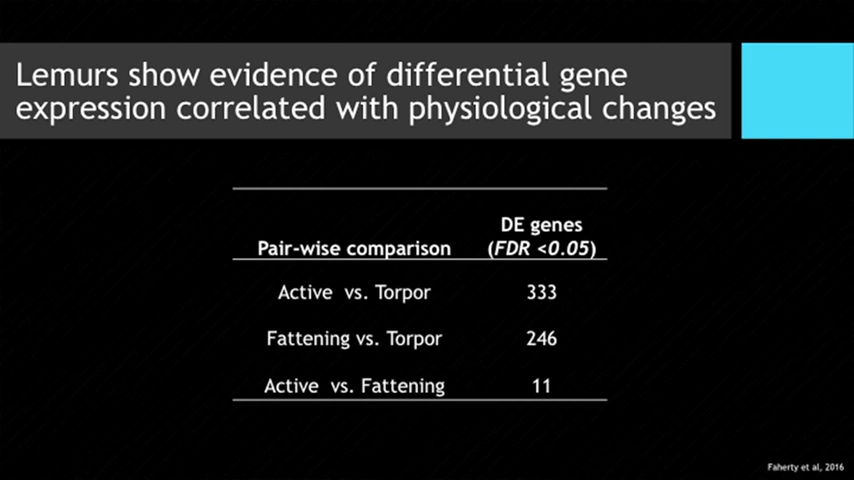 Lemurs show evidence of differential gene
expression correlated with physiological changes
DE genes
Pair-wise comparison (FDR <0.05)
Active vs. Torpor 333
Fattening vs. Torpor 246
Active vs. Fattening 11
Faherty et al, 2016